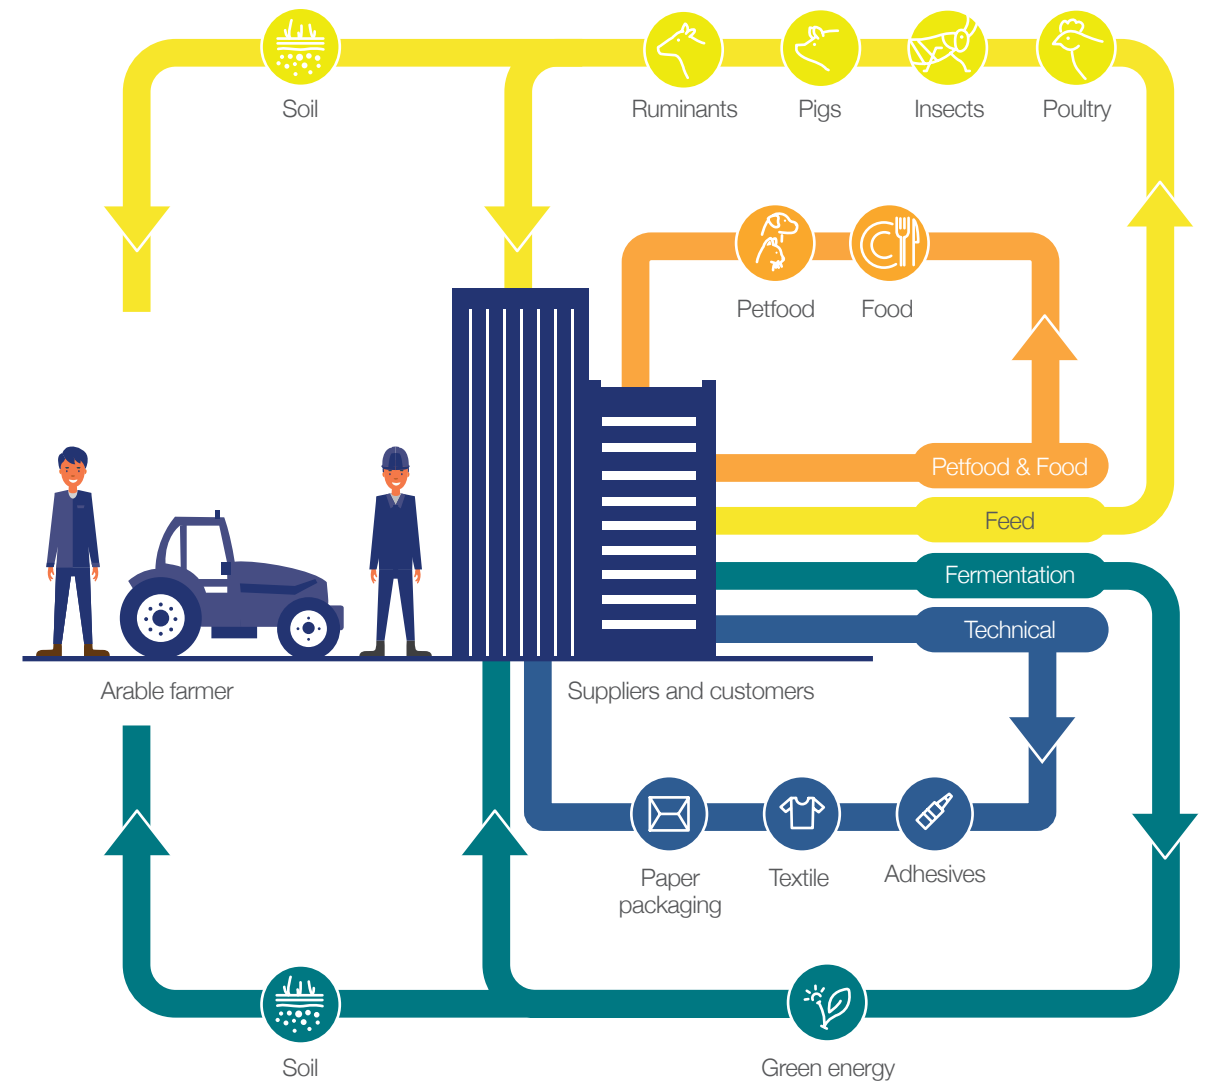 Soil
Ruminants
Pigs
Insects
Poultry
Petfood
Food
Petfood & Food
Feed
Fermentation
Technical
Arable farmer
Suppliers and customers
Paper
packaging
Textile
Adhesives
Soil
Green energy